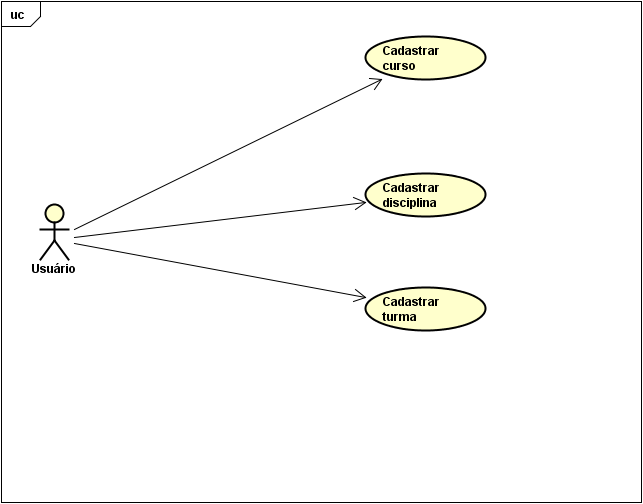 uc
Cadastrar
curso
Cadastrar
disciplina
Usuário
Cadastrar
turma